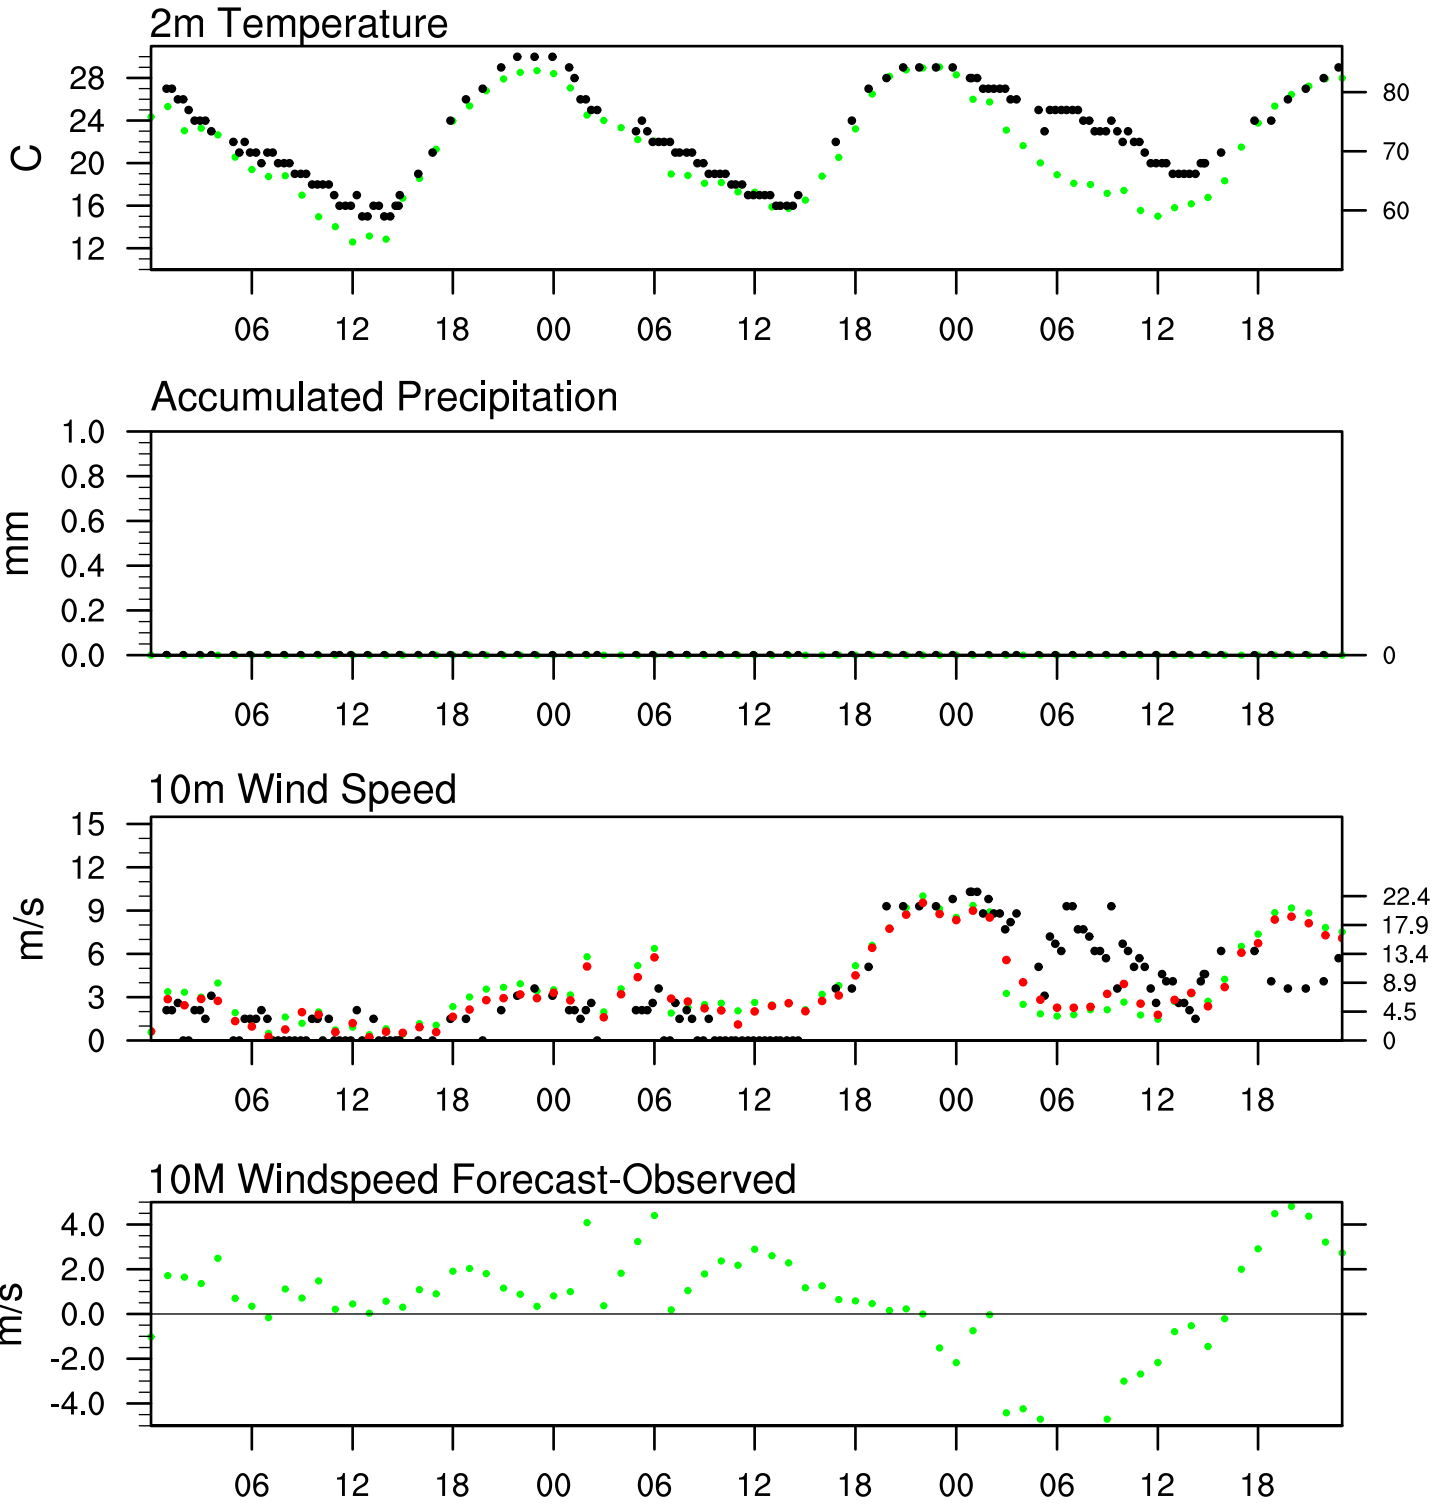 2m Temperature
28
24
20
16
12
C
80
70
60
06 12 18 00 06 12 18 00 06 12 18
Accumulated Precipitation
1.0
0.8
0.6
0.4
0.2
0.0
mm
0
06 12 18 00 06 12 18 00 06 12 18
10m Wind Speed
15
12
9
6
3
0
m/s
22.4
17.9
13.4
8.9
4.5
0
06 12 18 00 06 12 18 00 06 12 18
10M Windspeed Forecast-Observed
4.0
2.0
0.0
-2.0
-4.0
m/s
06 12 18 00 06 12 18 00 06 12 18